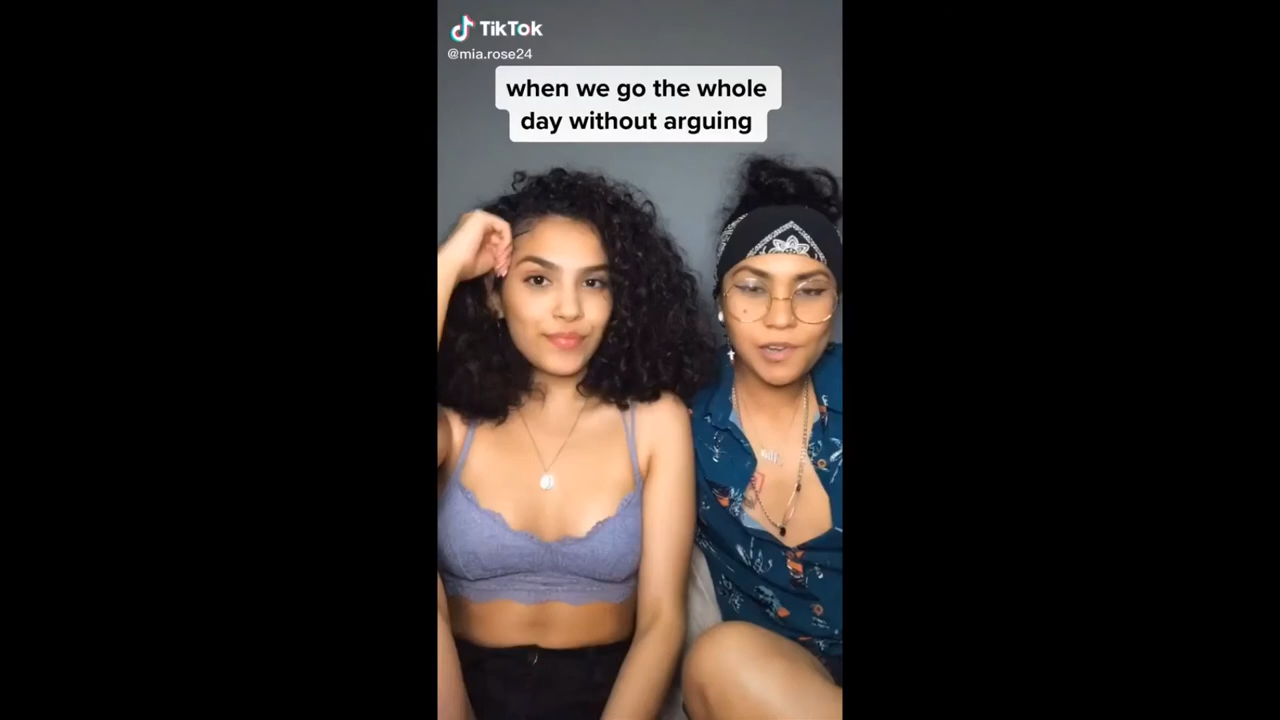 TikTok
@mia.rose24
when we go the whole
day without arguing